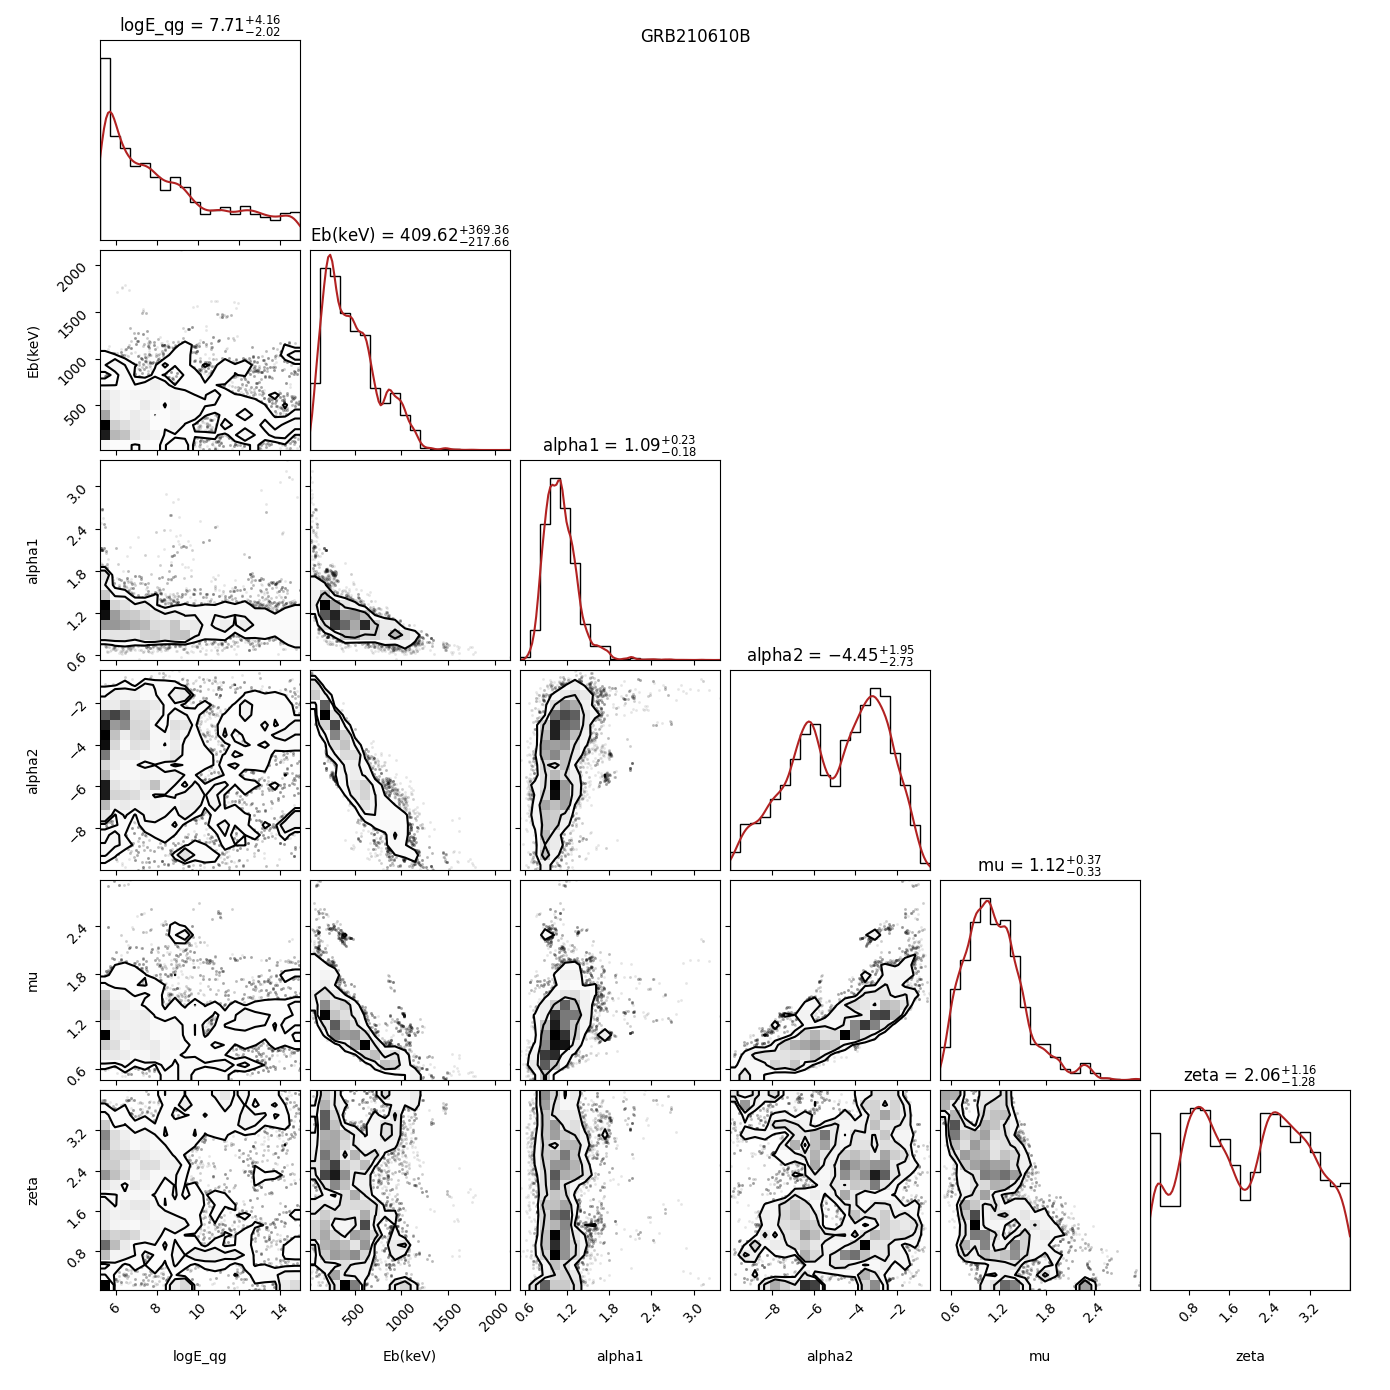 GRB210610B
logE_qg = 7.71+4.16−2.02
Eb(keV) = 409.62+369.36−217.66
2000
1500
1000
500
Eb(keV)
alpha1 = 1.09+0.23−0.18
3.0
2.4
1.8
1.2
0.6
alpha1
alpha2 = −4.45+1.95−2.73
−2
−4
−6
−8
alpha2
mu = 1.12+0.37−0.33
2.4
1.8
1.2
0.6
mu
zeta = 2.06+1.16−1.28
3.2
2.4
1.6
0.8
zeta
6 8 10 12 14 500 1000 1500 2000 0.6 1.2 1.8 2.4 3.0 −8 −6 −4 −2 0.6 1.2 1.8 2.4 0.8 1.6 2.4 3.2
logE_qg Eb(keV) alpha1 alpha2 mu zeta